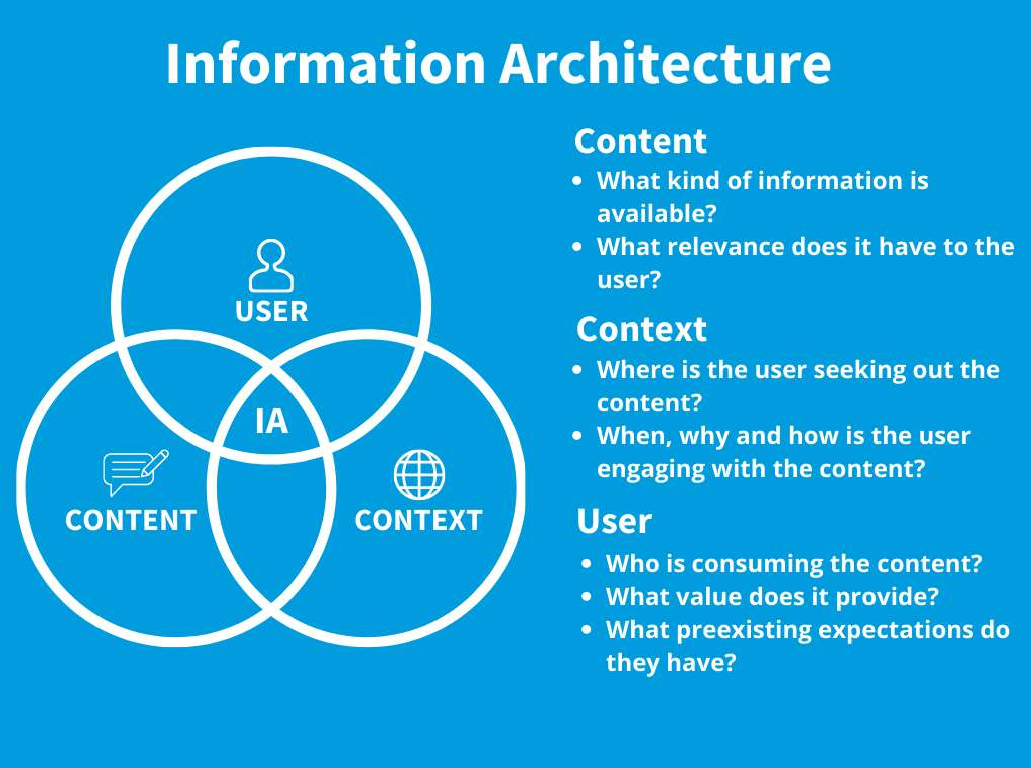 Information Architecture
USER
IA
CONTENT
CONTEXT
Content
• What kind of information is
available?
• What relevance does it have to the
user?
Context
• Where is the user seeking out the
content?
• When, why and how is the user
engaging with the content?
User
• Who is consuming the content?
• What value does it provide?
• What preexisting expectations do
they have?